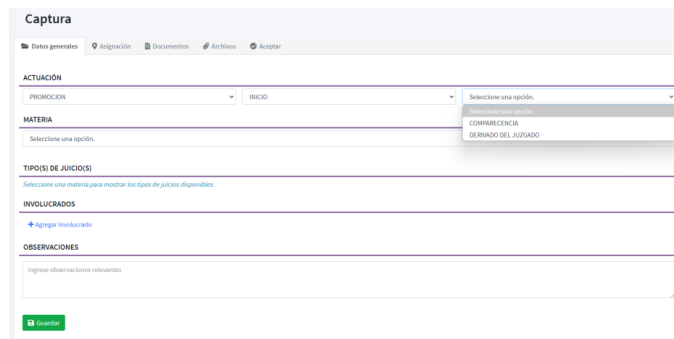 Captura
Datos generales Asignación Documentos Archivos Aceptar
ACTUACIÓN
PROMOCION INICIO Seleccione una opción.
Seleccione una opción.
COMPARECENCIA
DERIVADO DEL JUZGADO
MATERIA
Seleccione una opción.
TIPO(S) DE JUICIO(S)
Seleccione una materia para mostrar los tipos de juicios disponibles.
INVOLUCRADOS
+Agregar involucrado
OBSERVACIONES
Ingrese observaciones relevantes
Guardar